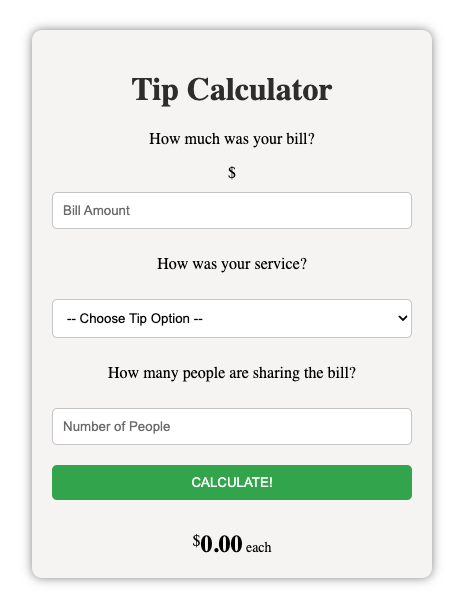 Tip Calculator
How much was your bill?
$
Bill Amount
How was your service?
-- Choose Tip Option --
How many people are sharing the bill?
Number of People
CALCULATE!
$0.00 each